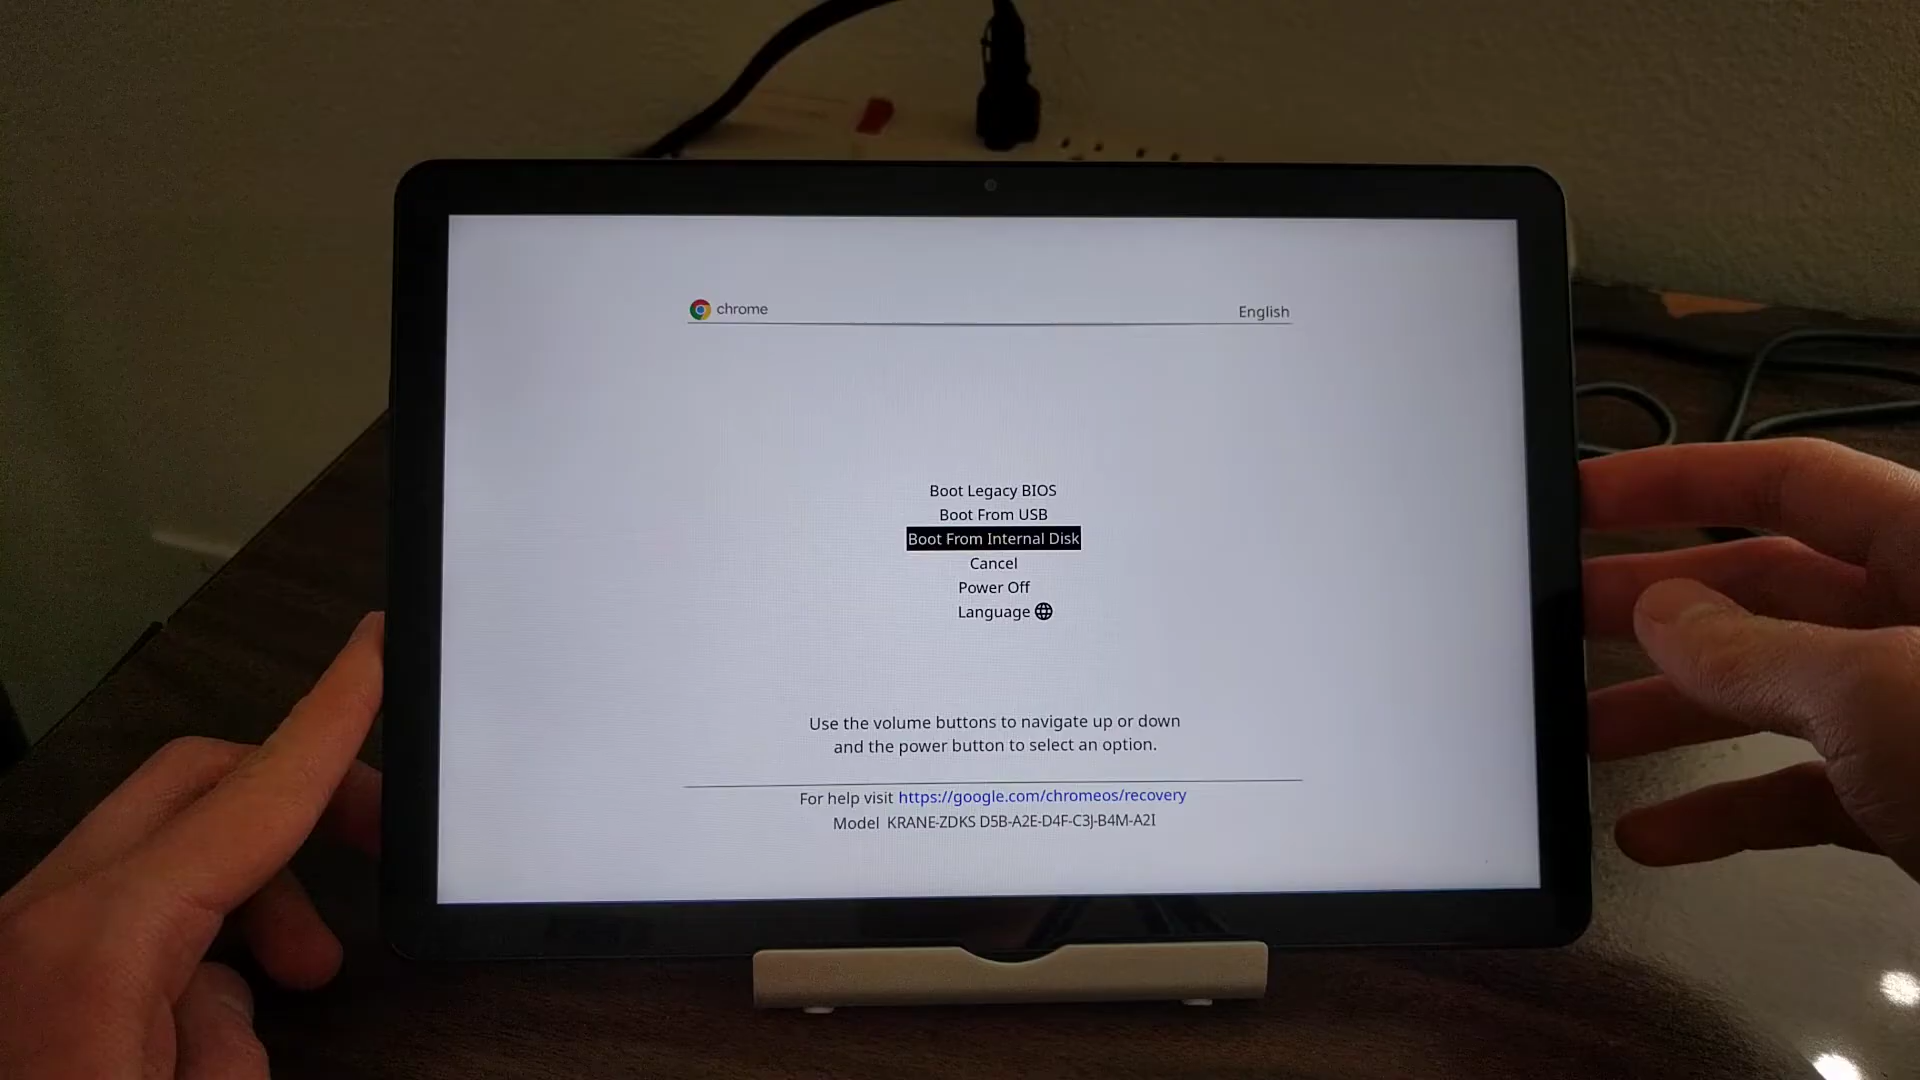 chrome
English
Boot Legacy BIOS
Boot From USB
Boot From Internal Disk
Cancel
Power Off
Language
Use the volume buttons to navigate up or down
and the power button to select an option.
For help visit https://google.com/chromeos/recovery
Model KRANE-ZDKS D5B-A2E-D4F-C3J-B4M-A2I